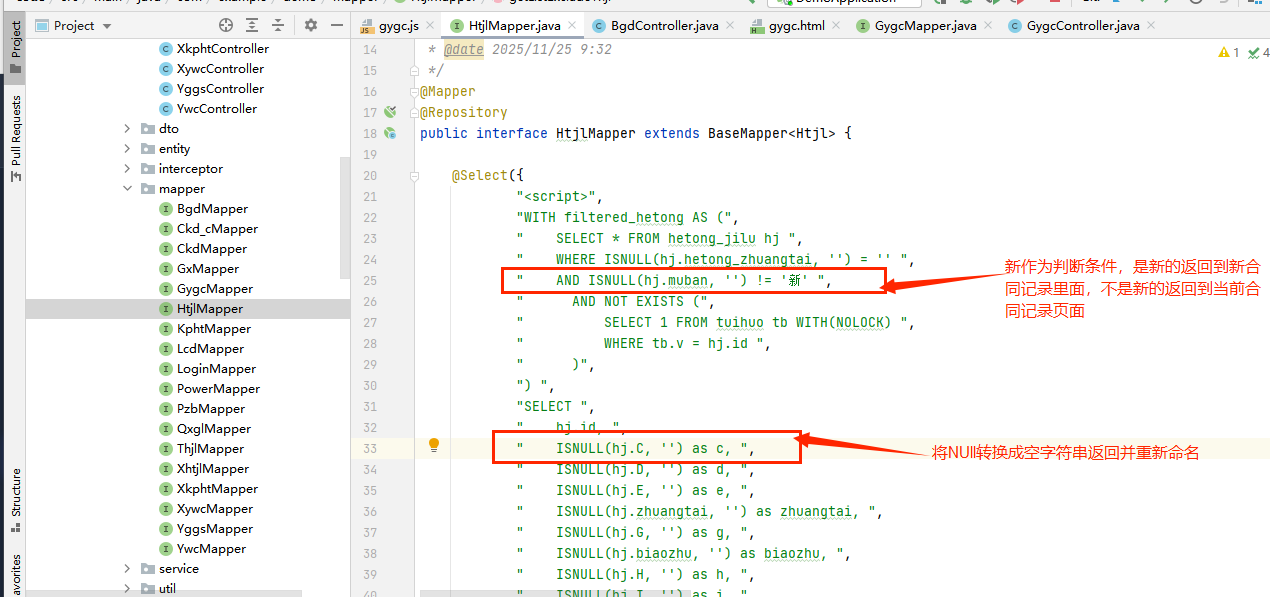 Project
gygc.js
HtjlMapper.java
BgdController.java
gygc.html
GygcMapper.java
GygcController.java
Project
Pull Requests
Structure
XkphtController
XywcController
YggsController
YwcController
dto
entity
interceptor
mapper
BgdMapper
Ckd_cMapper
CkdMapper
GxMapper
GygcMapper
HtjlMapper
KphtMapper
LcdMapper
LoginMapper
PowerMapper
PzbMapper
QxglMapper
ThjlMapper
XhtjlMapper
XkphtMapper
XywcMapper
YggsMapper
YwcMapper
service
util
14 * @date 2025/11/25 9:32
15 */
16 @Mapper
17 @Repository
18 public interface HtjlMapper extends BaseMapper<Htjl> {
19
20 @Select({
21 "<script>",
22 "WITH filtered_hetong AS (",
23 " SELECT * FROM hetong_jilu hj ",
24 " WHERE ISNULL(hj.hetong_zhuangtai, '') = '' ",
25 " AND ISNULL(hj.muban, '') != '新' ",
26 " AND NOT EXISTS (",
27 " SELECT 1 FROM tuihuo tb WITH(NOLOCK) ",
28 " WHERE tb.v = hj.id ",
29 " )",
30 ") ",
31 "SELECT ",
32 " hj.id, ",
33 " ISNULL(hj.C, '') as c, ",
34 " ISNULL(hj.D, '') as d, ",
35 " ISNULL(hj.E, '') as e, ",
36 " ISNULL(hj.zhuangtai, '') as zhuangtai, ",
37 " ISNULL(hj.G, '') as g, ",
38 " ISNULL(hj.biaozhu, '') as biaozhu, ",
39 " ISNULL(hj.H, '') as h, ",
40 " ISNULL(hj.I, '') as i, "
1
4
新作为判断条件，是新的返回到新合
同记录里面，不是新的返回到当前合
同记录页面
将NUll转换成空字符串返回并重新命名